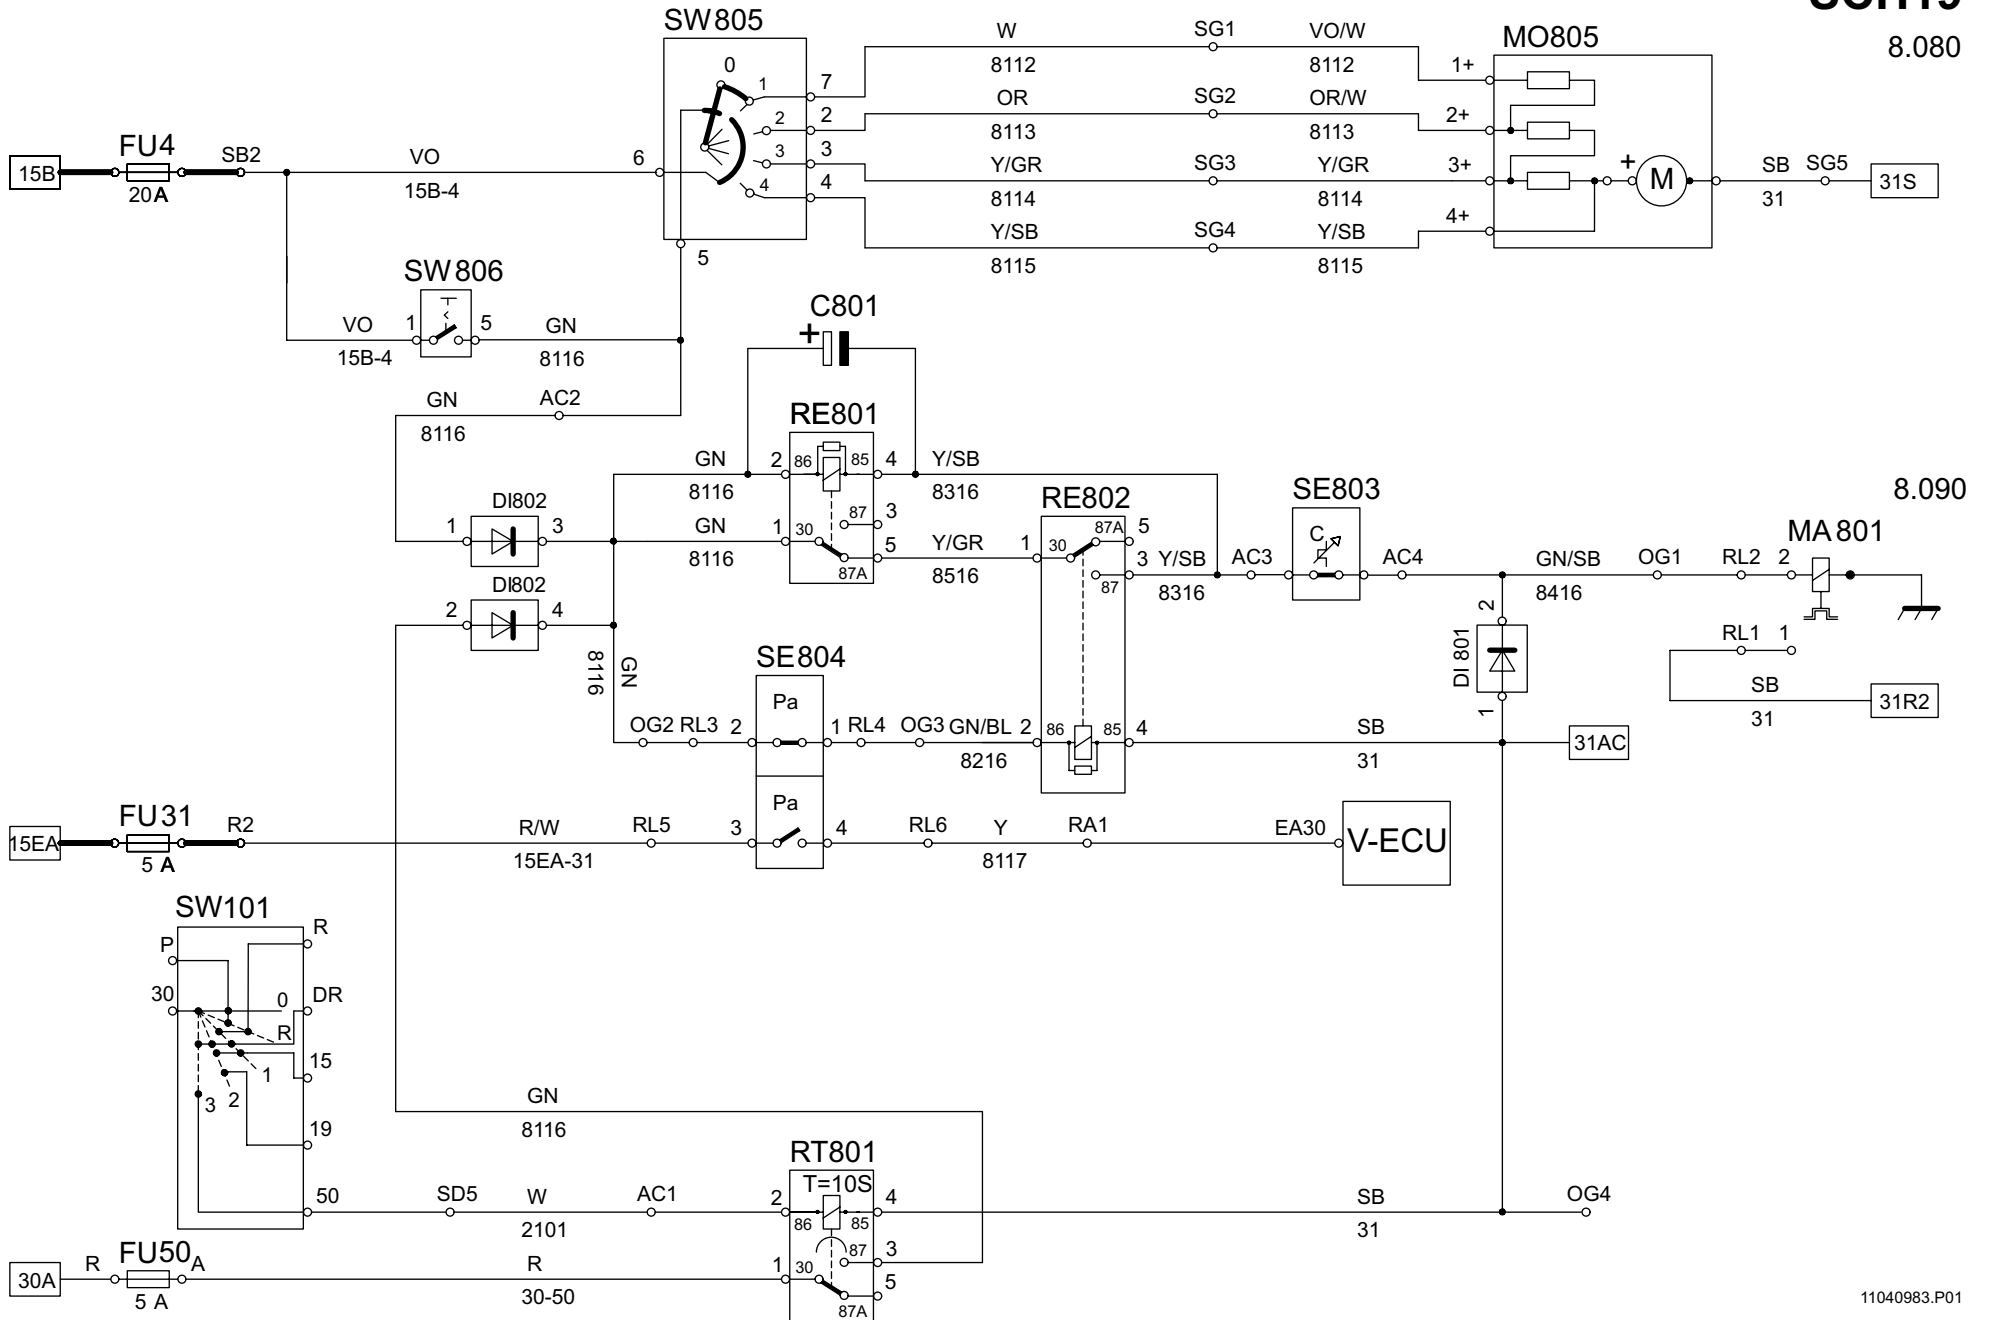 8.080
SW805
MO805
W
SG1
VO/W
8112
8112
0
1
7
1+
OR
SG2
OR/W
2
2
2+
8113
8113
FU4
SB2
VO
6
3
3
Y/GR
SG3
Y/GR
3+
+
M
SB
SG5
15B
20A
15B-4
4
4
8114
8114
31
31S
Y/SB
SG4
Y/SB
4+
5
8115
8115
SW806
C801
+
VO
1
5
GN
15B-4
8116
GN
AC2
RE801
8116
GN
2
86
85
4
Y/SB
8.090
8116
8316
RE802
SE803
DI802
87
3
MA801
1
3
GN
1
30
5
Y/GR
1
30
87A
5
C
8116
87A
8516
3
Y/SB
AC3
AC4
GN/SB
OG1
RL2
2
DI802
87
8316
8416
2
4
2
DI 801
1
RL1
1
8116
GN
SE804
Pa
SB
31
31R2
OG2
RL3
2
1
RL4
OG3
GN/BL
2
86
85
4
SB
31AC
8216
31
FU31
R2
Pa
15EA
5 A
R/W
RL5
3
4
RL6
Y
RA1
EA30
V-ECU
15EA-31
8117
SW101
R
P
30
0
DR
R
15
1
2
3
19
GN
8116
RT801
T=10S
50
SD5
W
AC1
2
86
85
4
SB
OG4
2101
31
FU50
R
A
R
1
30
87
3
30A
5 A
30-50
5
87A
11040983.P01